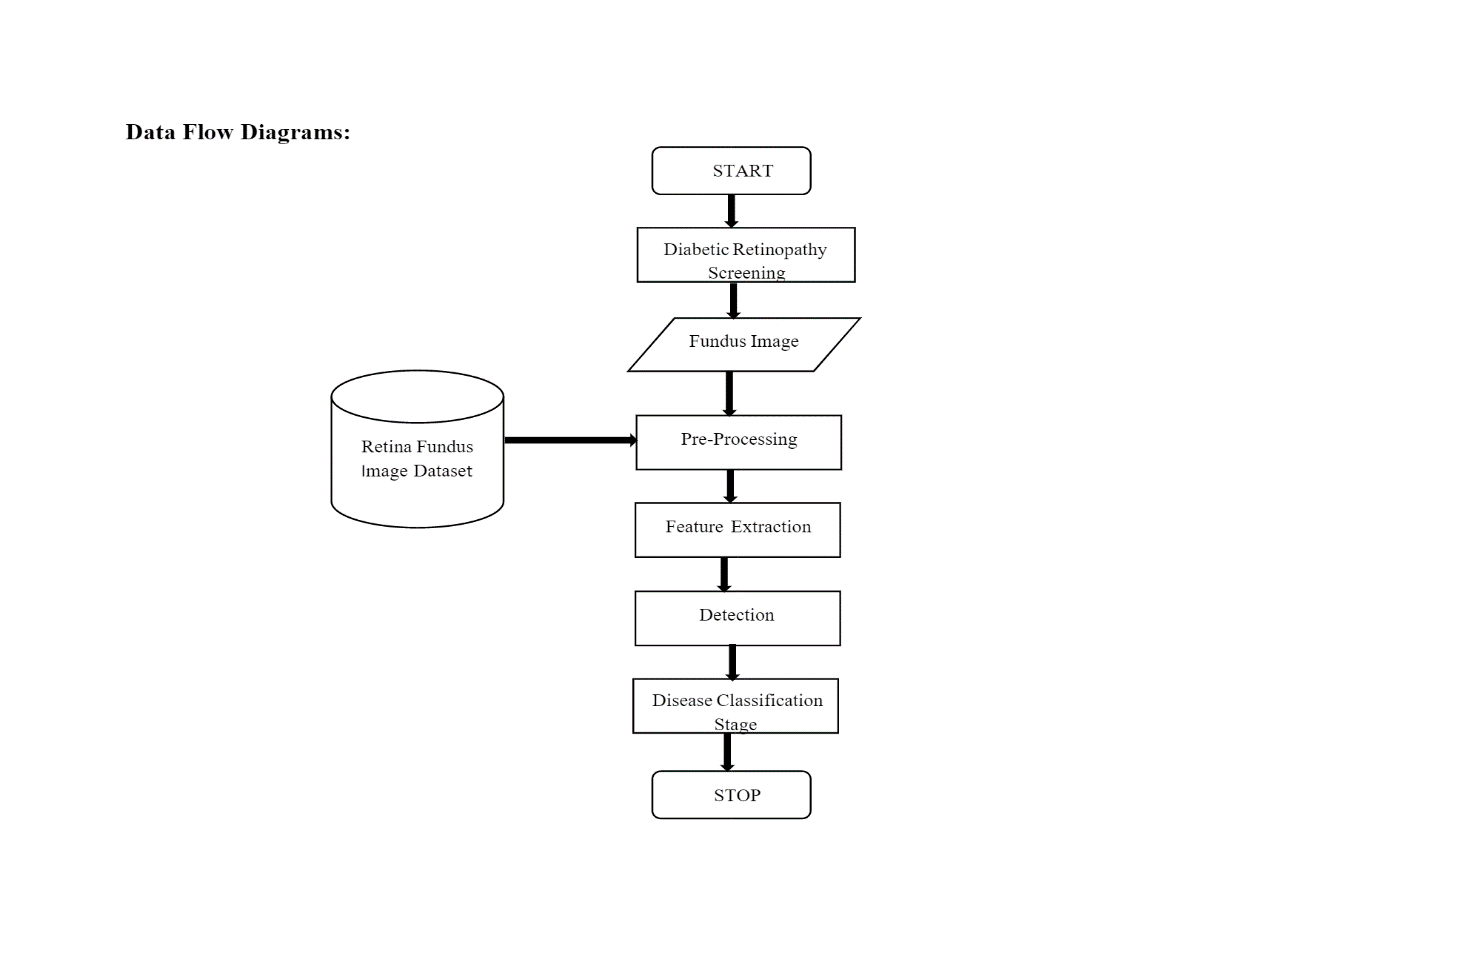 Data Flow Diagrams:
START
Diabetic Retinopathy
Screening
Fundus Image
Retina Fundus
Image Dataset
Pre-Processing
Feature Extraction
Detection
Disease Classification
Stage
STOP